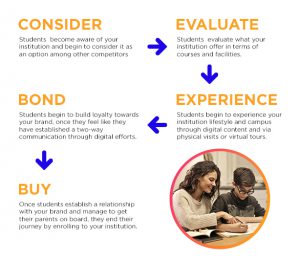 CONSIDER
Students become aware of your
institution and begin to consider it as
an option among other competitors
EVALUATE
Students evaluate what your
institution offer in terms of
courses and facilities.
BOND
Students begin to build loyalty towards
your brand, once they feel like they
have established a two-way
communication through digital efforts.
EXPERIENCE
Students begin to experience your
institution lifestyle and campus
through digital content and via
physical visits or virtual tours.
BUY
Once students establish a relationship
with your brand and manage to get
their parents on board, they end their
journey by enrolling to your institution.